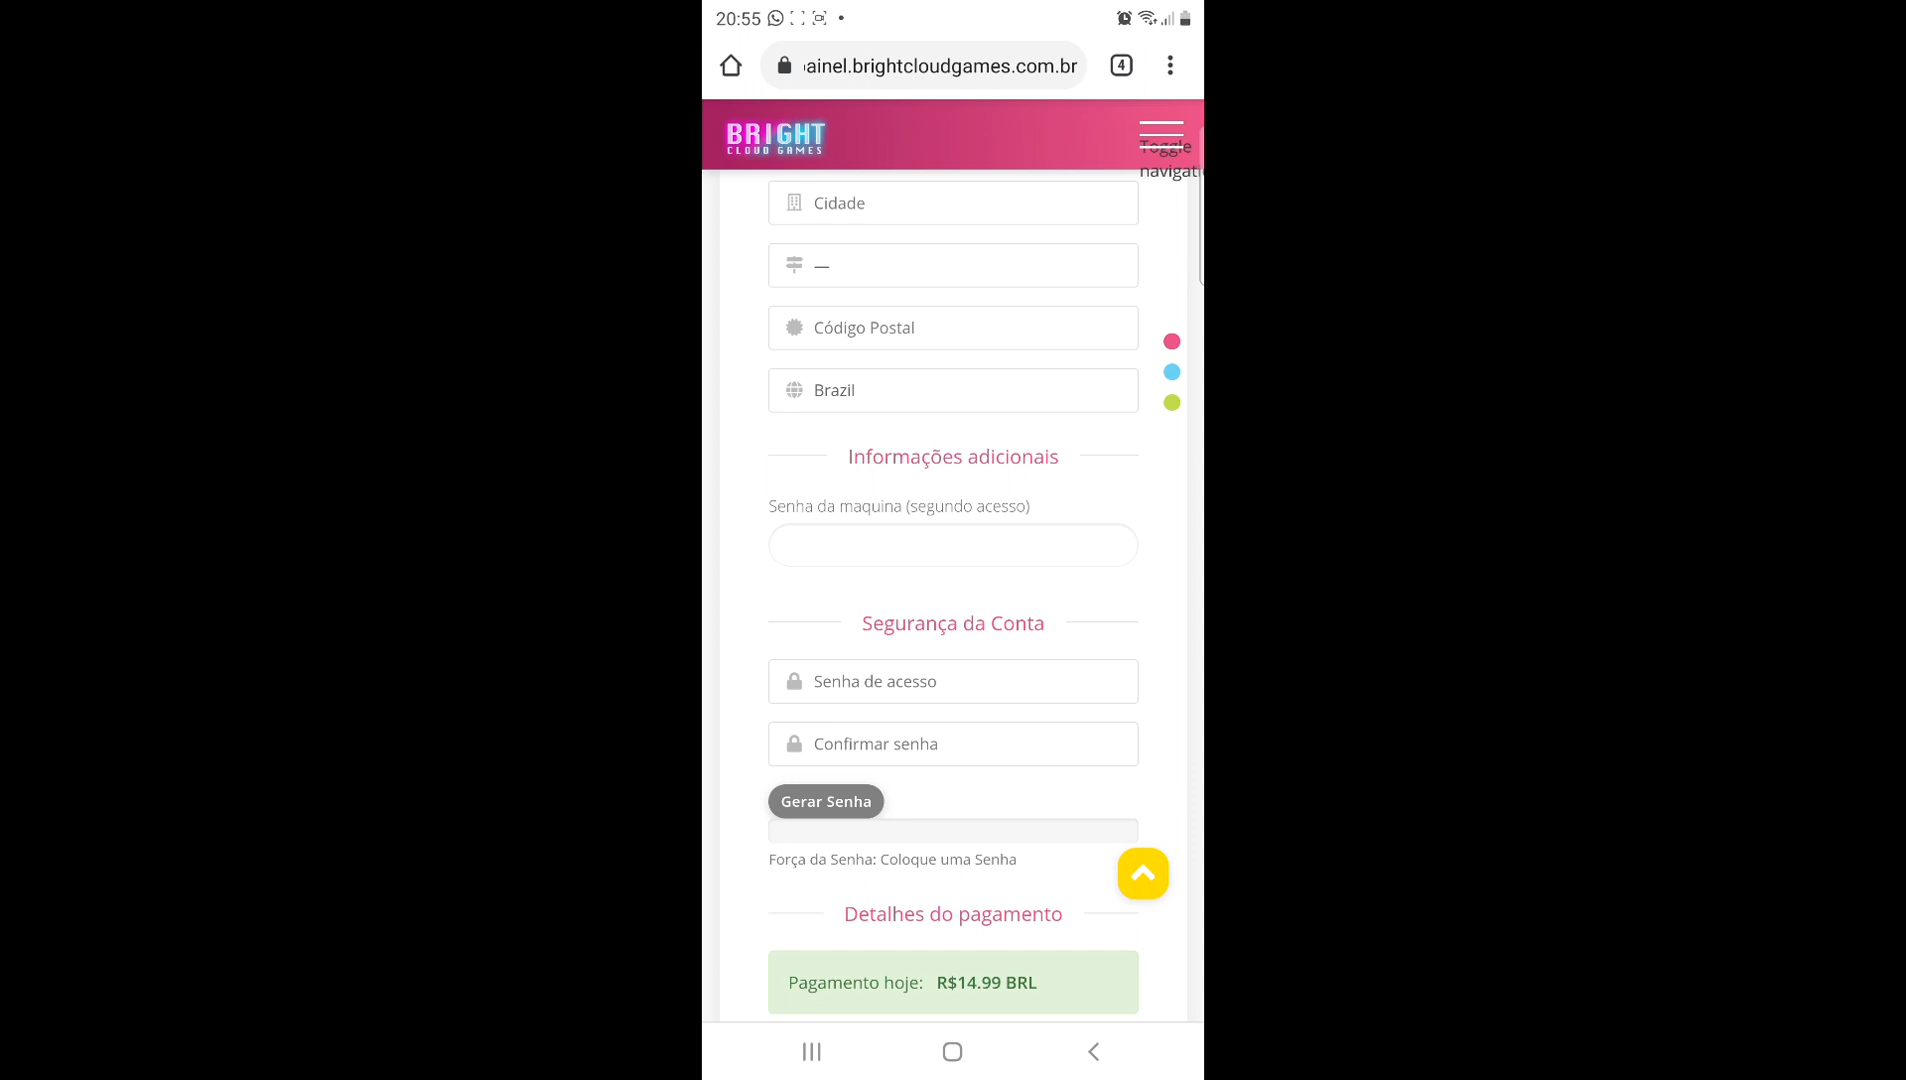 20:55
ainel.brightcloudgames.com.br
4
BRIGHT
CLOUD GAMES
Toggle
navigati
Cidade
—
Código Postal
Brazil
Informações adicionais
Senha da maquina (segundo acesso)
Segurança da Conta
Senha de acesso
Confirmar senha
Gerar Senha
Força da Senha: Coloque uma Senha
Detalhes do pagamento
Pagamento hoje: R$14.99 BRL